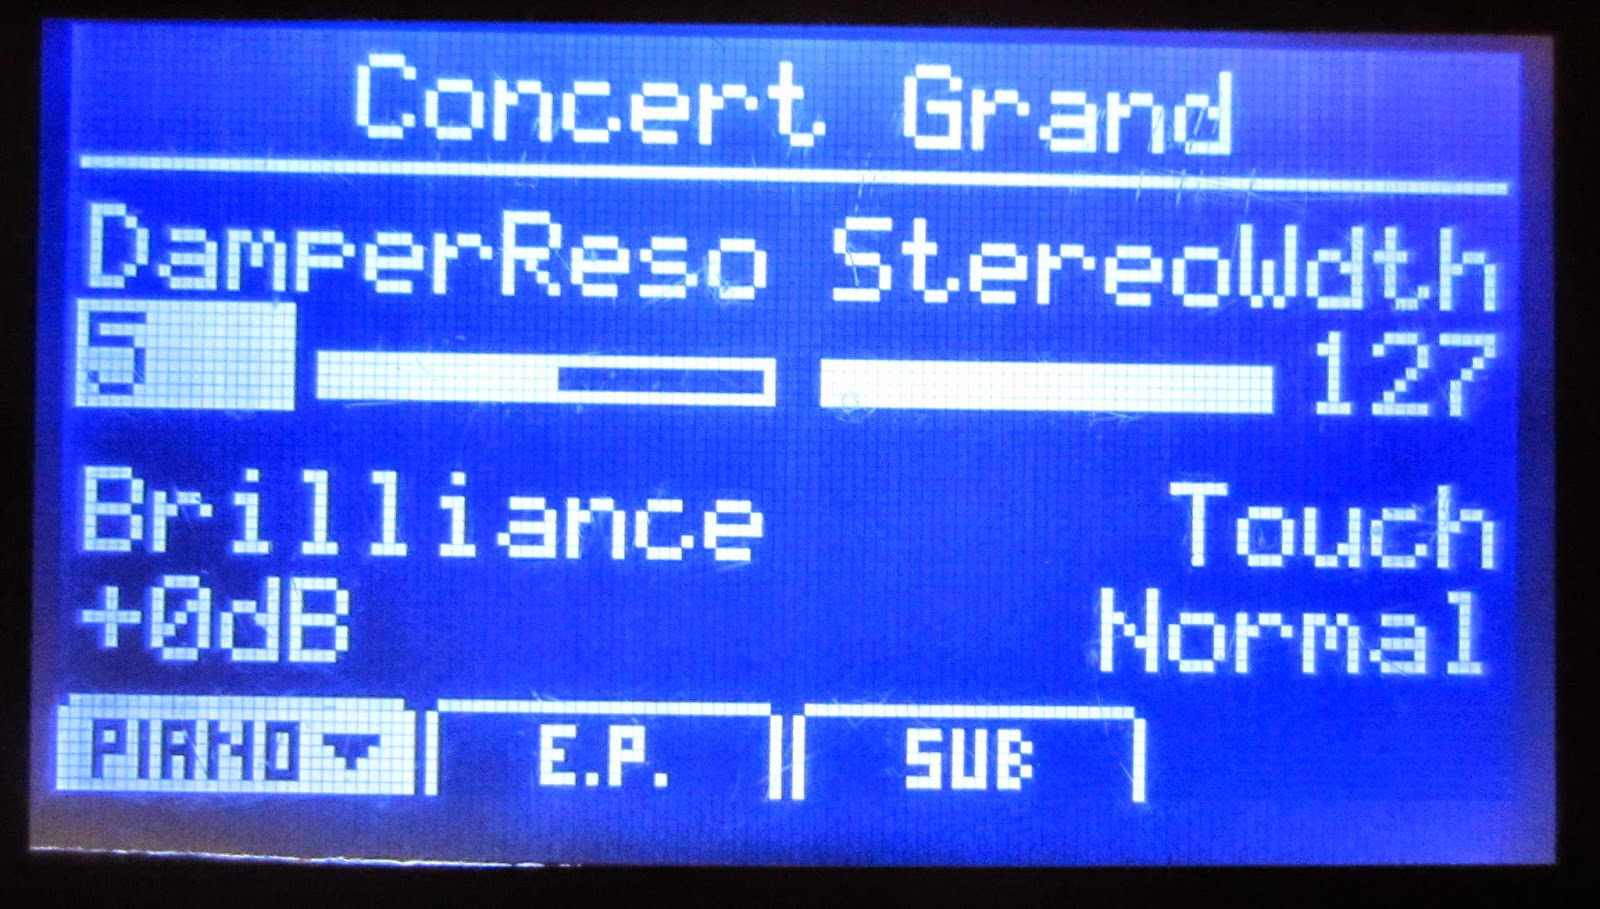 Concert Grand
DamperReso StereoWdth
5 127
Brilliance Touch
+0dB Normal
PIANO E.P. SUB